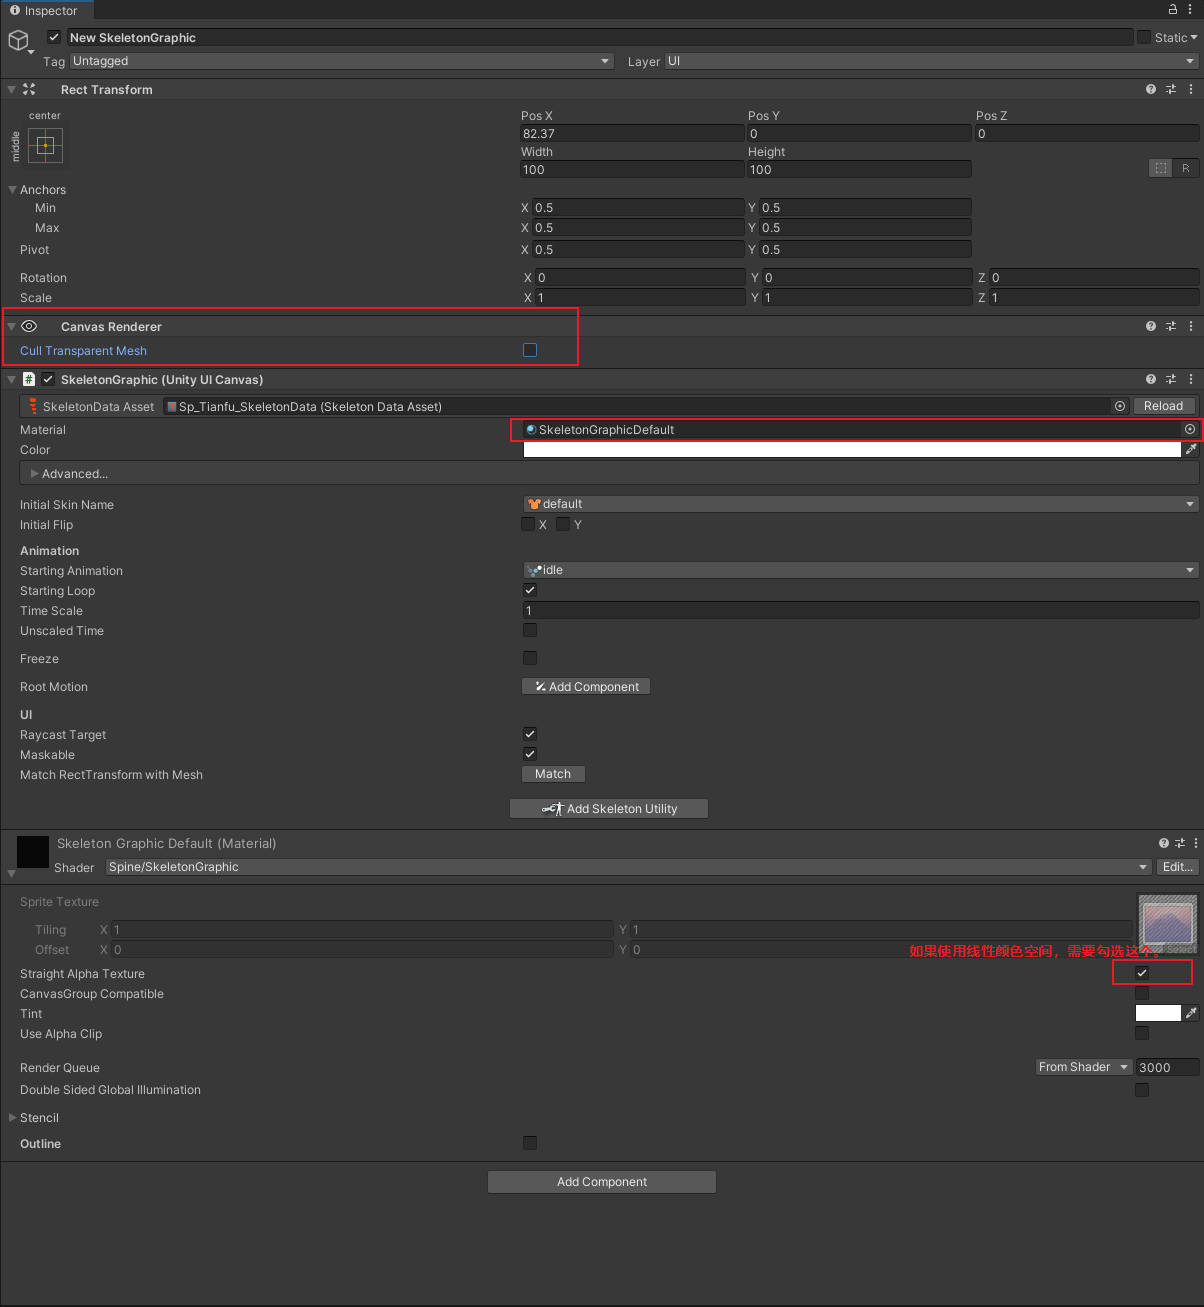 Inspector
New SkeletonGraphic
Static
Tag Untagged Layer UI
Rect Transform
center
middle
Pos X Pos Y Pos Z
82.37 0 0
Width Height
100 100
R
Anchors
Min X 0.5 Y 0.5
Max X 0.5 Y 0.5
Pivot X 0.5 Y 0.5
Rotation X 0 Y 0 Z 0
Scale X 1 Y 1 Z 1
Canvas Renderer
Cull Transparent Mesh
SkeletonGraphic (Unity UI Canvas)
SkeletonData Asset Sp_Tianfu_SkeletonData (Skeleton Data Asset) Reload
Material SkeletonGraphicDefault
Color
Advanced...
Initial Skin Name default
Initial Flip X Y
Animation
Starting Animation idle
Starting Loop
Time Scale 1
Unscaled Time
Freeze
Root Motion Add Component
UI
Raycast Target
Maskable
Match RectTransform with Mesh Match
Add Skeleton Utility
Skeleton Graphic Default (Material)
Shader Spine/SkeletonGraphic Edit...
Sprite Texture
Tiling X 1 Y 1
Offset X 0 Y 0
Select
如果使用线性颜色空间，需要勾选这个。
Straight Alpha Texture
CanvasGroup Compatible
Tint
Use Alpha Clip
Render Queue From Shader 3000
Double Sided Global Illumination
Stencil
Outline
Add Component